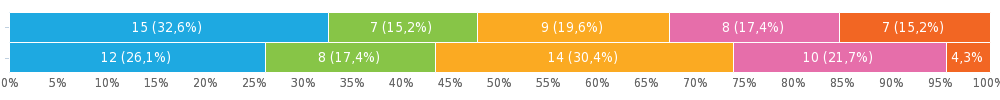 15 (32,6%) 7 (15,2%) 9 (19,6%) 8 (17,4%) 7 (15,2%)
12 (26,1%) 8 (17,4%) 14 (30,4%) 10 (21,7%) 4,3%
0% 5% 10% 15% 20% 25% 30% 35% 40% 45% 50% 55% 60% 65% 70% 75% 80% 85% 90% 95% 100%